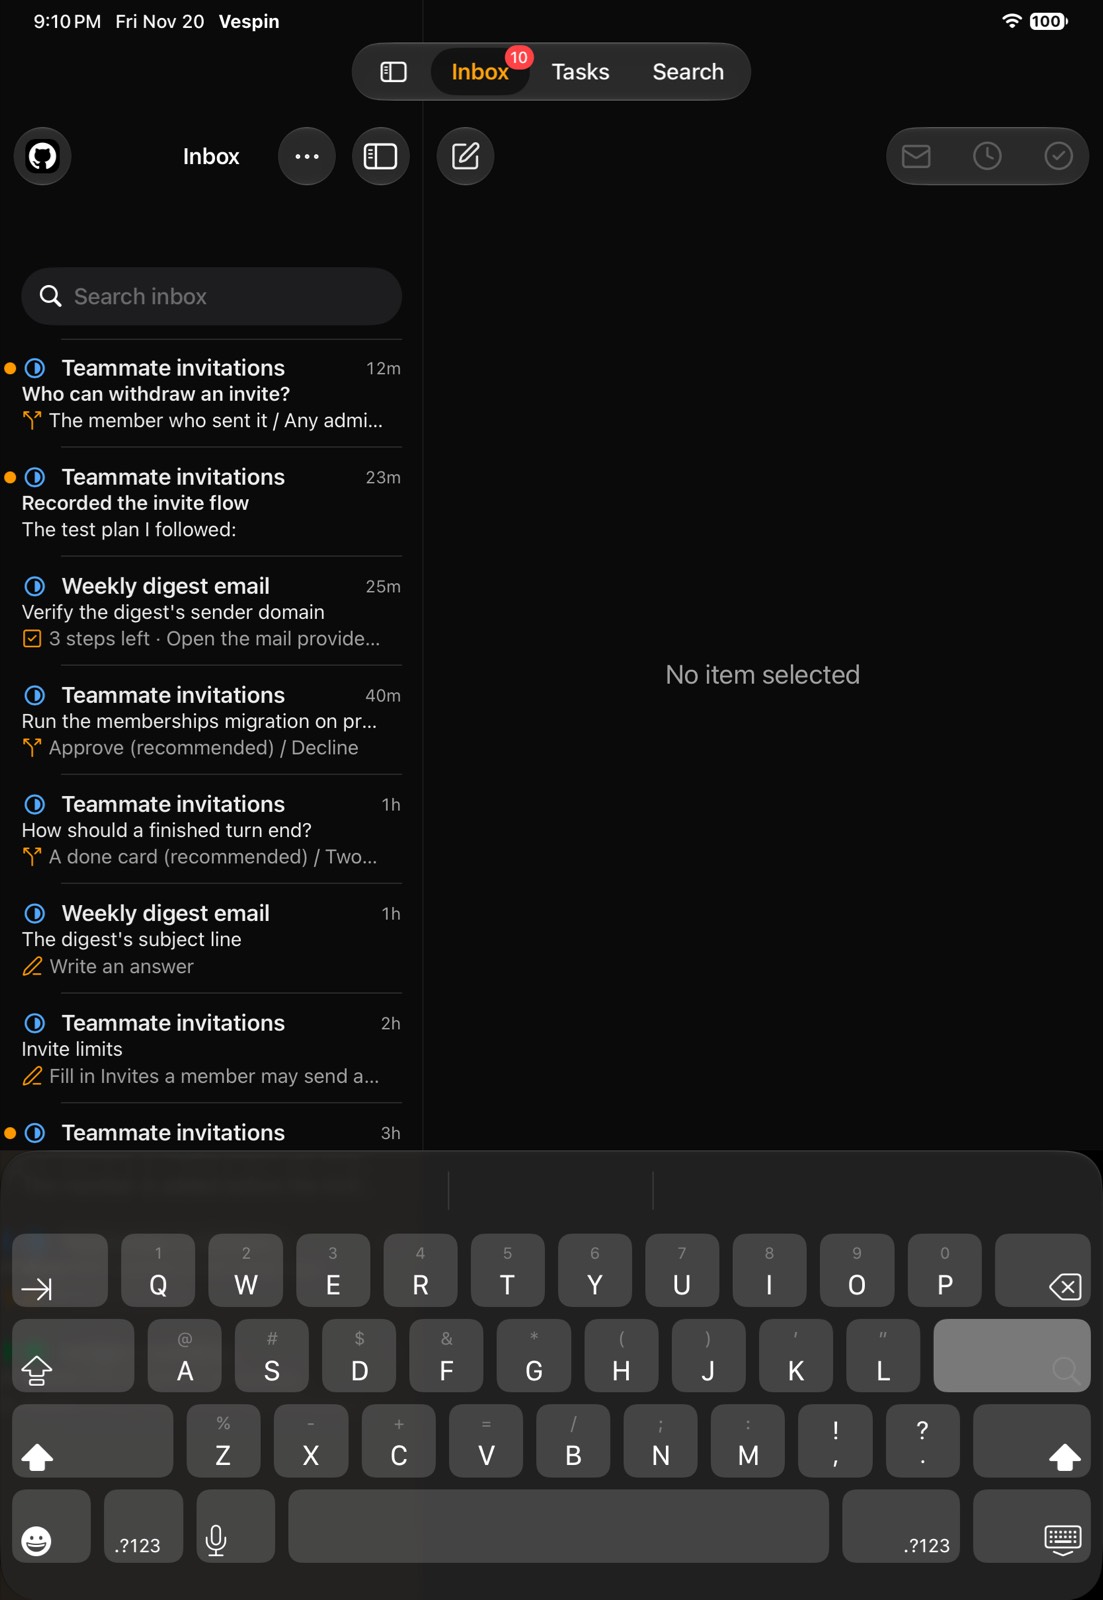 9:10 PM Fri Nov 20 Vespin
100
Inbox 10 Tasks Search
Inbox
Search inbox
Teammate invitations 12m
Who can withdraw an invite?
The member who sent it / Any admi...
Teammate invitations 23m
Recorded the invite flow
The test plan I followed:
Weekly digest email 25m
Verify the digest's sender domain
3 steps left · Open the mail provide...
No item selected
Teammate invitations 40m
Run the memberships migration on pr...
Approve (recommended) / Decline
Teammate invitations 1h
How should a finished turn end?
A done card (recommended) / Two...
Weekly digest email 1h
The digest's subject line
Write an answer
Teammate invitations 2h
Invite limits
Fill in Invites a member may send a...
Teammate invitations 3h
1 2 3 4 5 6 7 8 9 0
Q W E R T Y U I O P
@ # $ & * ( ) ' "
A S D F G H J K L
% - + = / ; : ! ?
Z X C V B N M , .
.?123 .?123